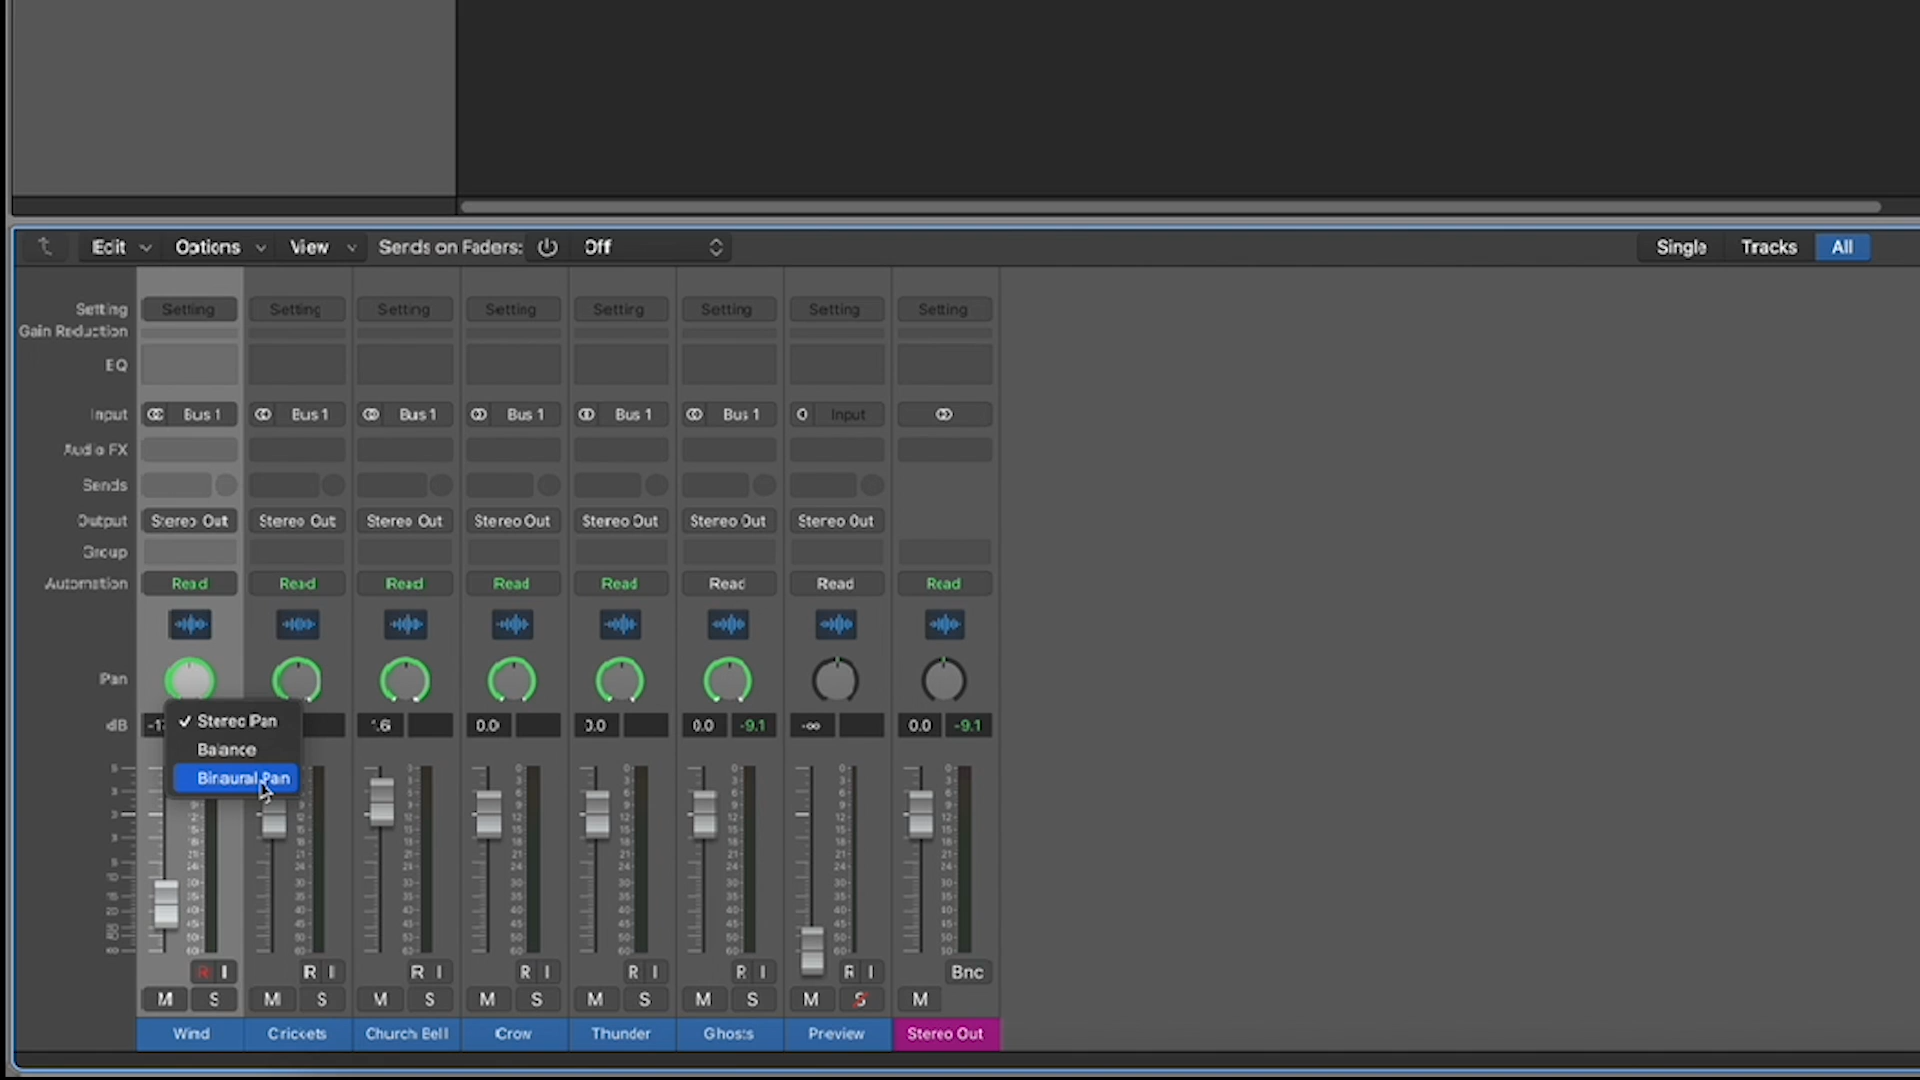 Edit Options View Sends on Faders: Off Single Tracks All
Setting Setting Setting Setting Setting Setting Setting Setting Setting
Gain Reduction
EQ
Input Bus 1 Bus 1 Bus 1 Bus 1 Bus 1 Bus 1 Input
Audio FX
Sends
Output Stereo Out Stereo Out Stereo Out Stereo Out Stereo Out Stereo Out Stereo Out
Group
Automation Read Read Read Read Read Read Read Read
Pan
dB 1.6 0.0 0.0 0.0 -9.1 -∞ 0.0 -9.1
✓ Stereo Pan
Balance
Binaural Pan
R I R I R I R I R I R I R I Bnc
M S M S M S M S M S M S M S M
Wind Crickets Church Bell Crow Thunder Ghosts Preview Stereo Out